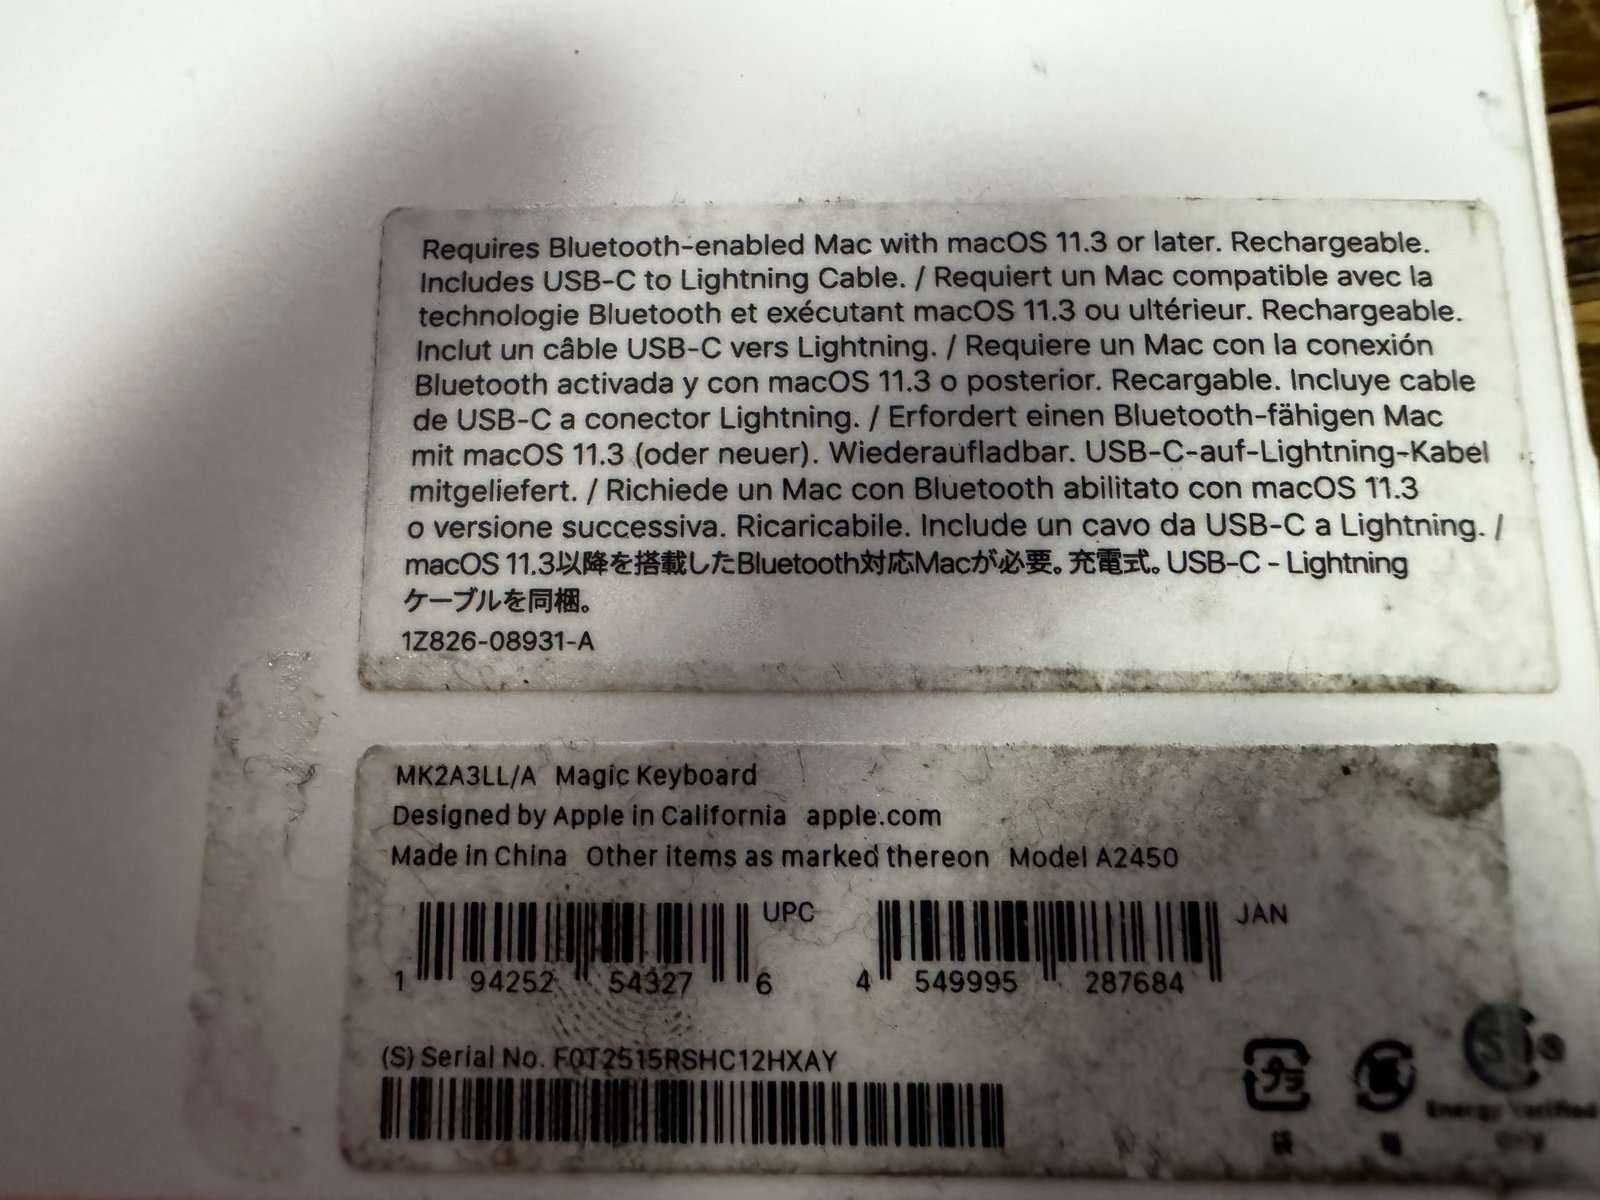 Requires Bluetooth-enabled Mac with macOS 11.3 or later. Rechargeable.
Includes USB-C to Lightning Cable. / Requiert un Mac compatible avec la
technologie Bluetooth et exécutant macOS 11.3 ou ultérieur. Rechargeable.
Inclut un câble USB-C vers Lightning. / Requiere un Mac con la conexión
Bluetooth activada y con macOS 11.3 o posterior. Recargable. Incluye cable
de USB-C a conector Lightning. / Erfordert einen Bluetooth-fähigen Mac
mit macOS 11.3 (oder neuer). Wiederaufladbar. USB-C-auf-Lightning-Kabel
mitgeliefert. / Richiede un Mac con Bluetooth abilitato con macOS 11.3
o versione successiva. Ricaricabile. Include un cavo da USB-C a Lightning. /
macOS 11.3以降を搭載したBluetooth対応Macが必要。充電式。USB-C - Lightning
ケーブルを同梱。
1Z826-08931-A
MK2A3LL/A Magic Keyboard
Designed by Apple in California apple.com
Made in China Other items as marked thereon Model A2450
UPC JAN
1 94252 54327 6 4 549995 287684
(S) Serial No. F0T2515RSHC12HXAY
プラ
Energy Verified